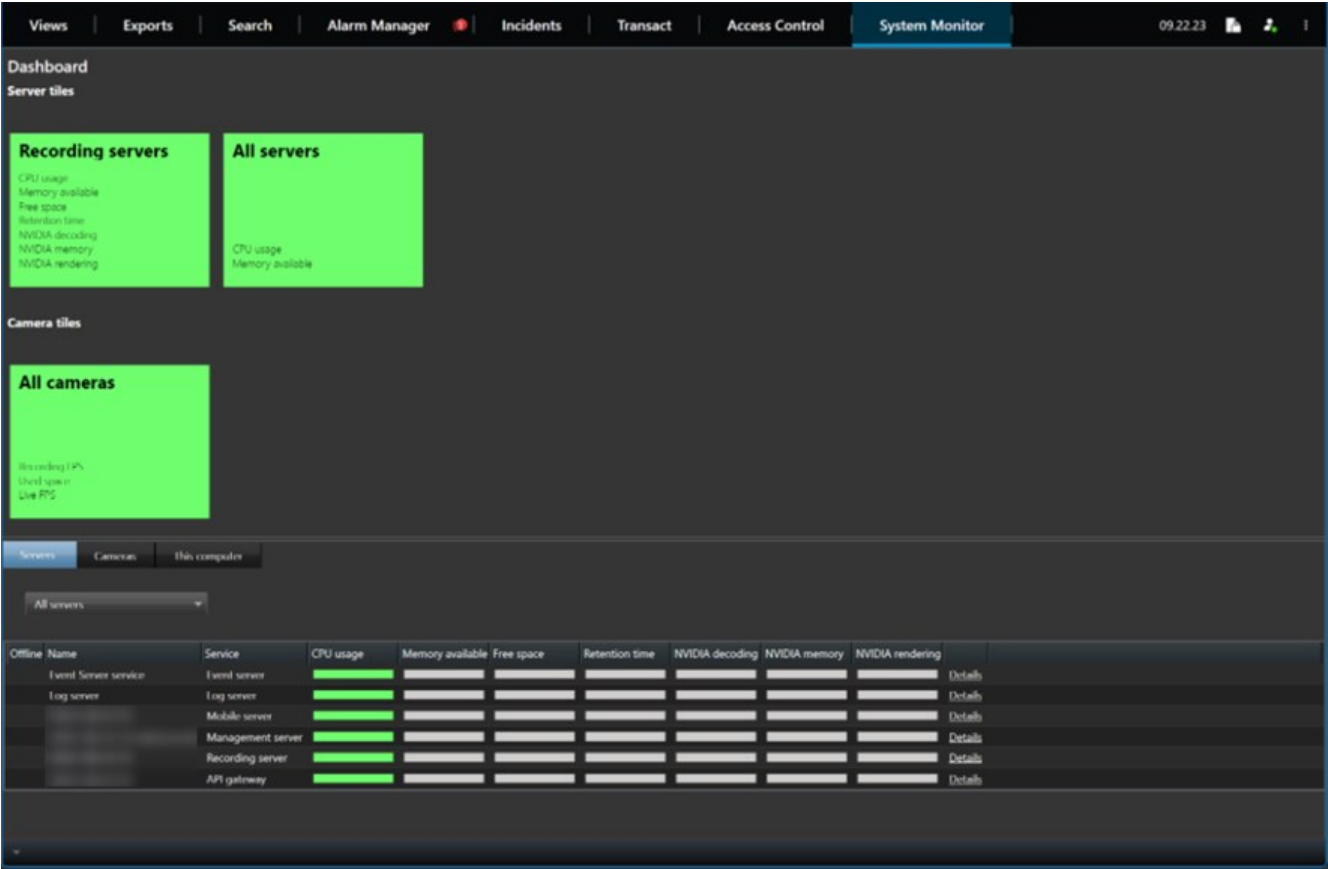 Views Exports Search Alarm Manager Incidents Transact Access Control System Monitor 09.22.23
Dashboard
Server tiles
Recording servers
CPU usage
Memory available
Free space
Retention time
NVIDIA decoding
NVIDIA memory
NVIDIA rendering
All servers
CPU usage
Memory available
Camera tiles
All cameras
Recording FPS
Used space
Live FPS
Servers Cameras This computer
All servers
Offline Name Service CPU usage Memory available Free space Retention time NVIDIA decoding NVIDIA memory NVIDIA rendering
Event Server service Event server Details
Log server Log server Details
Mobile server Details
Management server Details
Recording server Details
API gateway Details